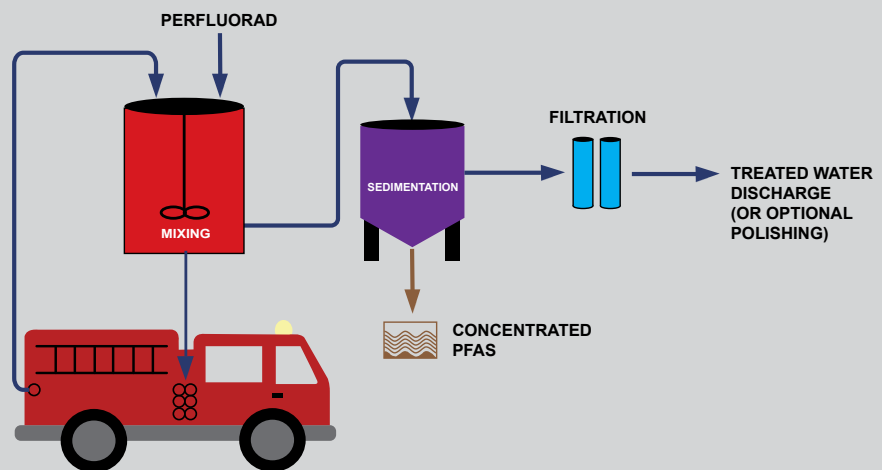 PERFLUORAD
MIXING
SEDIMENTATION
FILTRATION
TREATED WATER
DISCHARGE
(OR OPTIONAL
POLISHING)
CONCENTRATED
PFAS